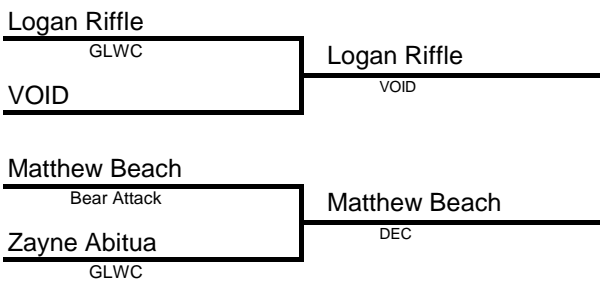 Logan Riffle
GLWC
VOID
Logan Riffle
VOID
Matthew Beach
Bear Attack
Zayne Abitua
GLWC
Matthew Beach
DEC